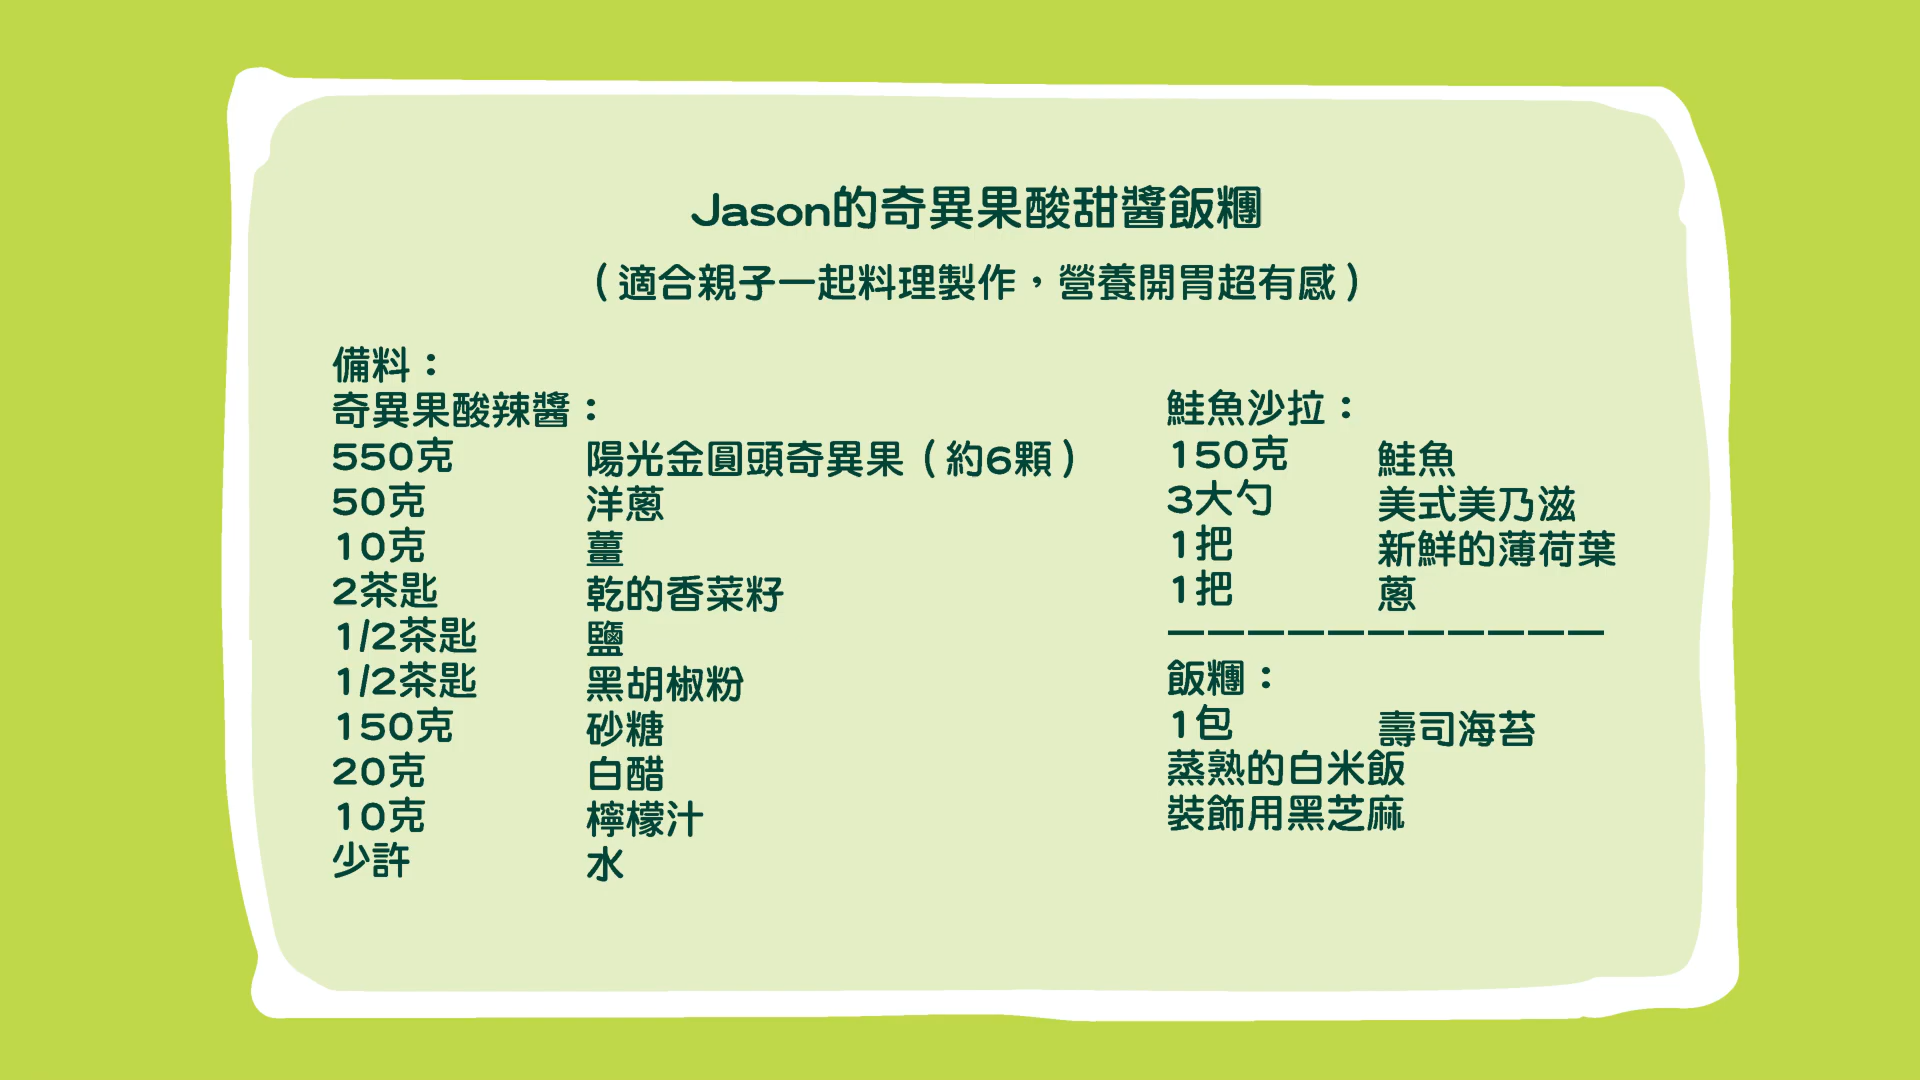 Jason的奇異果酸甜醬飯糰
（適合親子一起料理製作，營養開胃超有感）
備料：
奇異果酸辣醬：
550克 陽光金圓頭奇異果（約6顆）
50克 洋蔥
10克 薑
2茶匙 乾的香菜籽
1/2茶匙 鹽
1/2茶匙 黑胡椒粉
150克 砂糖
20克 白醋
10克 檸檬汁
少許 水
鮭魚沙拉：
150克 鮭魚
3大勺 美式美乃滋
1把 新鮮的薄荷葉
1把 蔥
———————————
飯糰：
1包 壽司海苔
蒸熟的白米飯
裝飾用黑芝麻